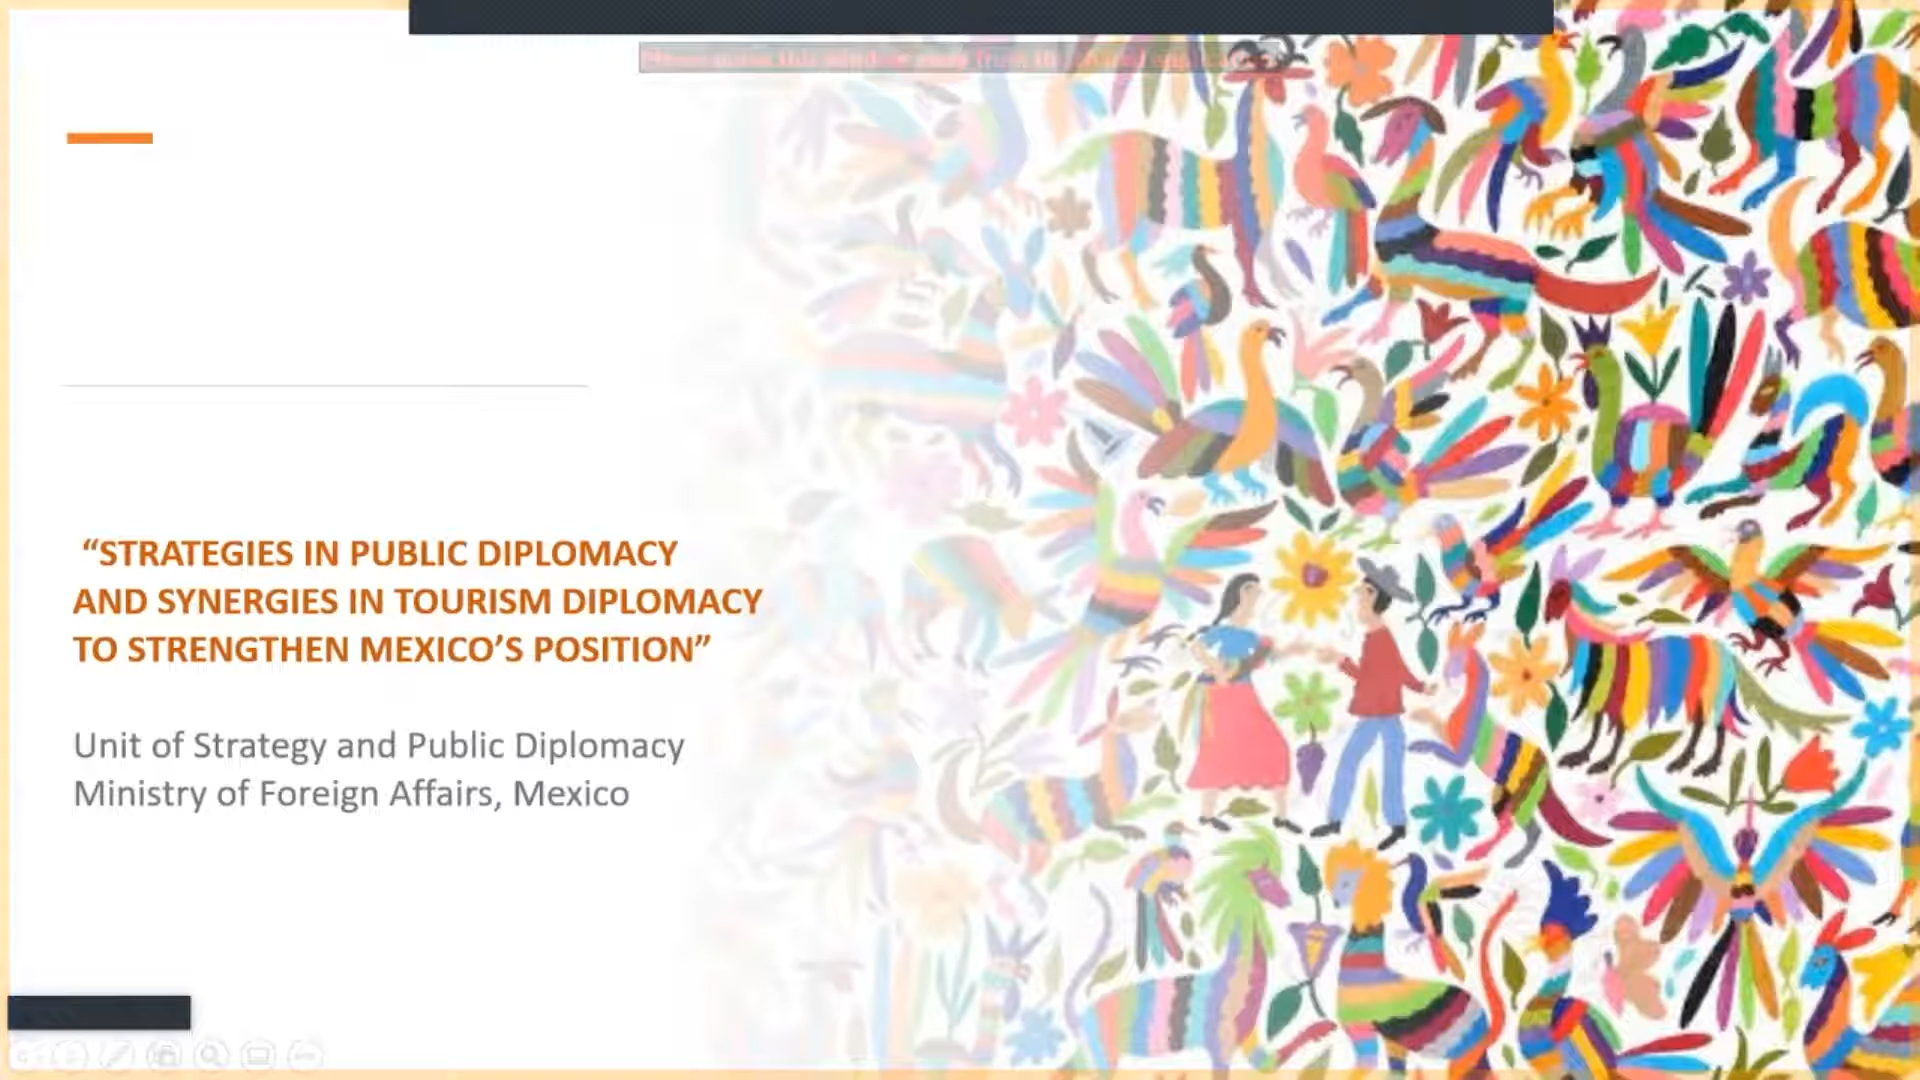 “STRATEGIES IN PUBLIC DIPLOMACY
AND SYNERGIES IN TOURISM DIPLOMACY
TO STRENGTHEN MEXICO’S POSITION”
Unit of Strategy and Public Diplomacy
Ministry of Foreign Affairs, Mexico